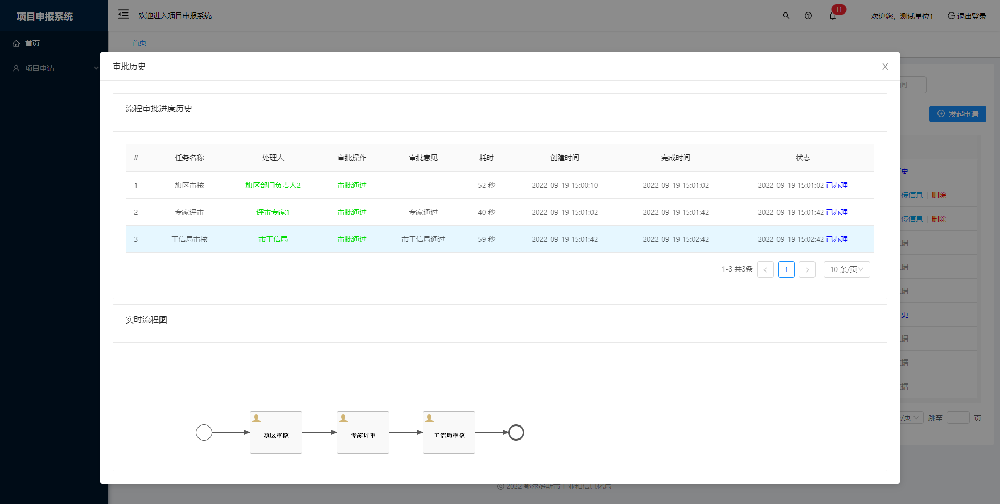 项目申报系统
欢迎进入项目申报系统
11
欢迎您，测试单位1
退出登录
首页
首页
项目申请
审批历史
发起申请
流程审批进度历史
# 任务名称 处理人 审批操作 审批意见 耗时 创建时间 完成时间 状态
1 旗区审核 旗区部门负责人2 审批通过 52 秒 2022-09-19 15:00:10 2022-09-19 15:01:02 2022-09-19 15:01:02 已办理
2 专家评审 评审专家1 审批通过 专家通过 40 秒 2022-09-19 15:01:02 2022-09-19 15:01:42 2022-09-19 15:01:42 已办理
3 工信局审核 市工信局 审批通过 市工信局通过 59 秒 2022-09-19 15:01:42 2022-09-19 15:02:42 2022-09-19 15:02:42 已办理
1-3 共3条 < 1 > 10 条/页
间
史
传信息 删除
传信息 删除
据
据
据
史
据
据
据
/页 跳至 页
实时流程图
旗区审核 专家评审 工信局审核
© 2022 鄂尔多斯市工业和信息化局